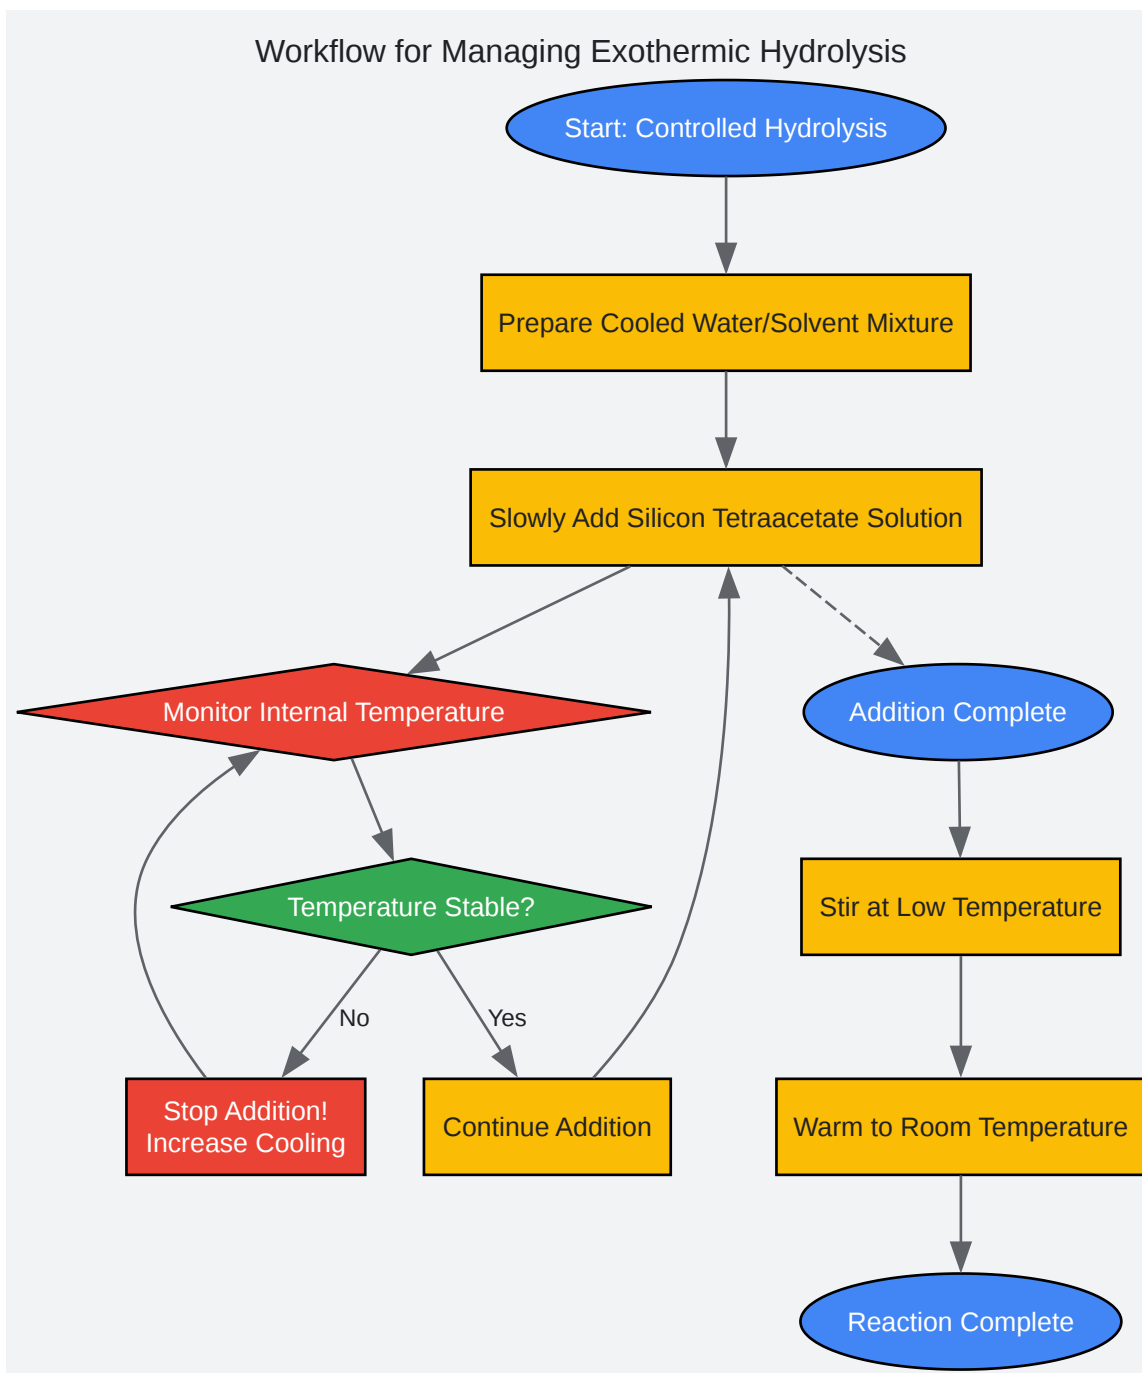 Workflow for Managing Exothermic Hydrolysis
Start: Controlled Hydrolysis
Prepare Cooled Water/Solvent Mixture
Slowly Add Silicon Tetraacetate Solution
Monitor Internal Temperature
Addition Complete
Temperature Stable?
Stir at Low Temperature
No
Yes
Stop Addition!
Increase Cooling
Continue Addition
Warm to Room Temperature
Reaction Complete